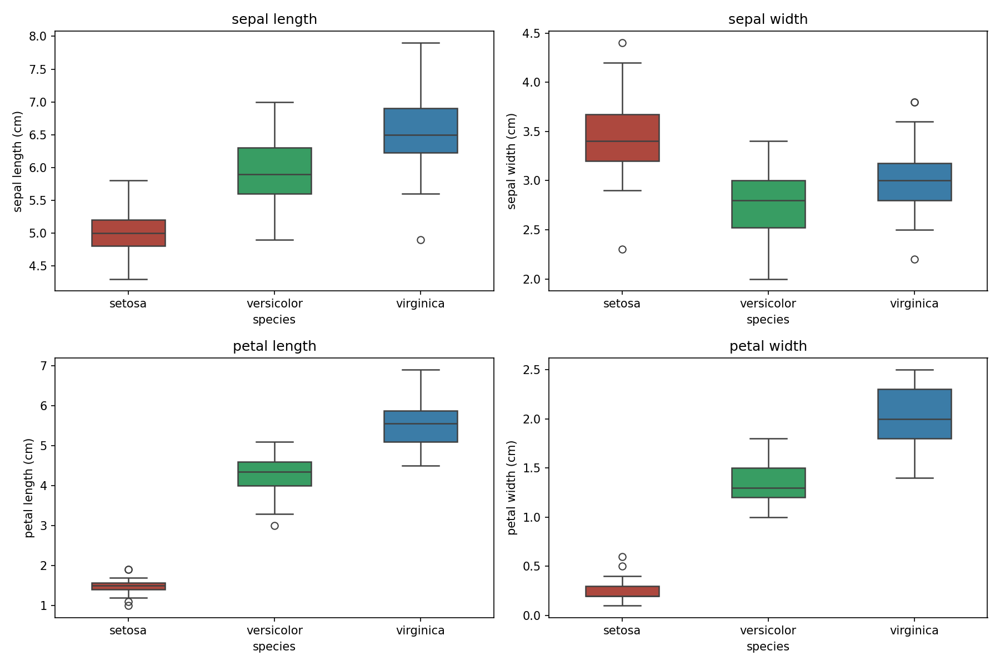 sepal length
sepal length (cm)
8.0
7.5
7.0
6.5
6.0
5.5
5.0
4.5
setosa versicolor virginica
species
sepal width
sepal width (cm)
4.5
4.0
3.5
3.0
2.5
2.0
setosa versicolor virginica
species
petal length
petal length (cm)
7
6
5
4
3
2
1
setosa versicolor virginica
species
petal width
petal width (cm)
2.5
2.0
1.5
1.0
0.5
0.0
setosa versicolor virginica
species